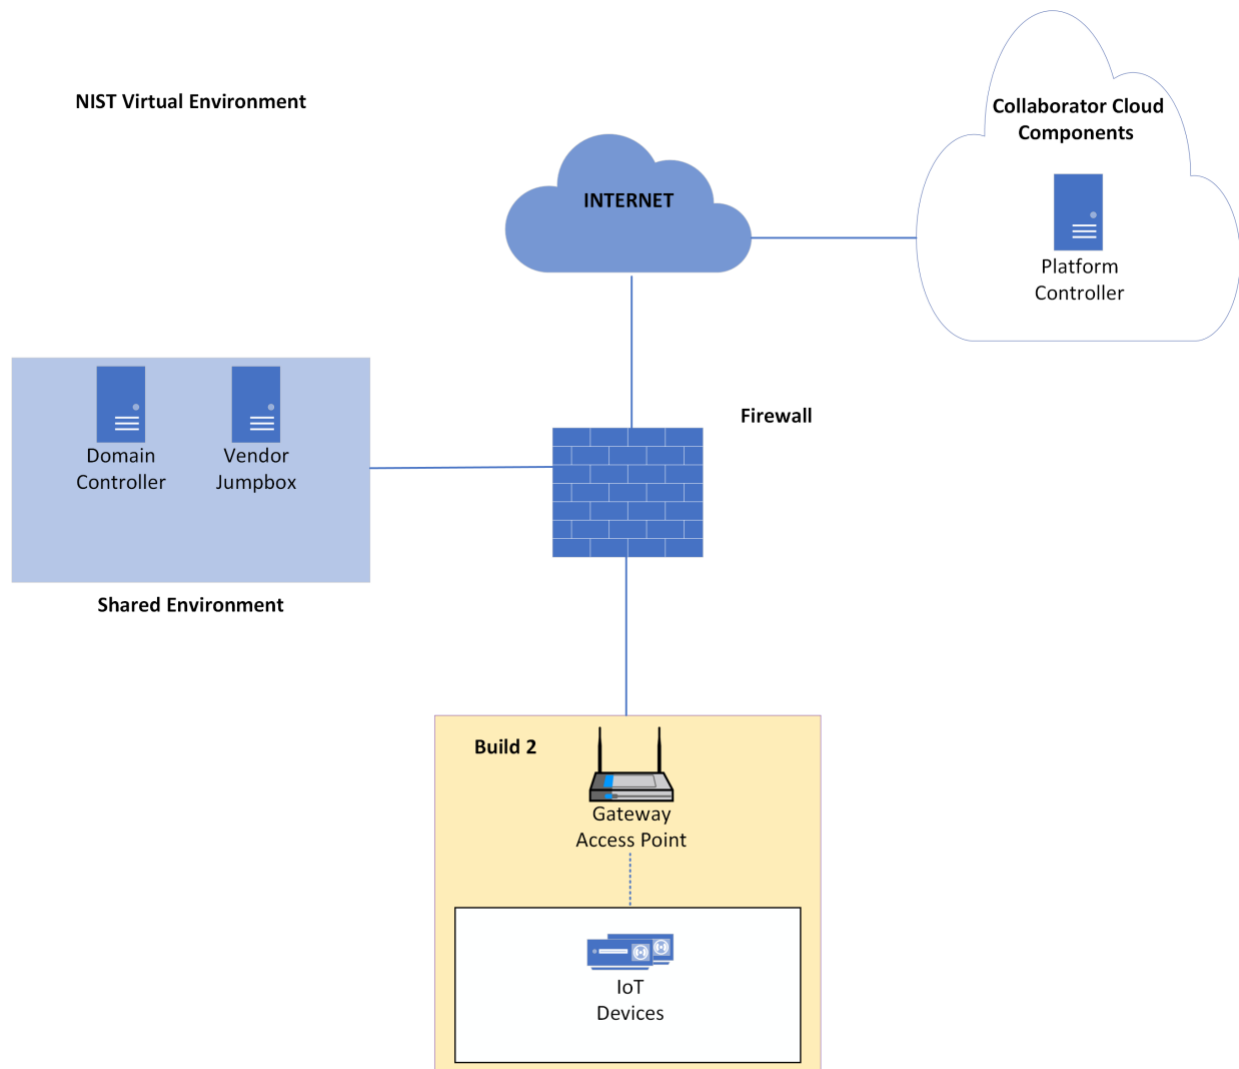 NIST Virtual Environment
Collaborator Cloud
Components
INTERNET
Platform
Controller
Firewall
Domain
Controller
Vendor
Jumpbox
Shared Environment
Build 2
Gateway
Access Point
IoT
Devices